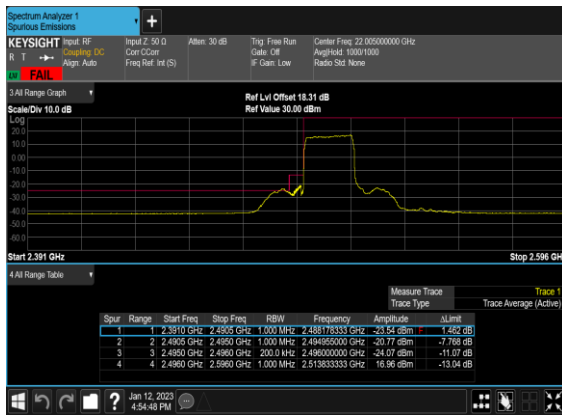 Spectrum Analyzer 1
Spurious Emissions
KEYSIGHT Input: RF Input Z: 50 Ω Atten: 30 dB Trig: Free Run Center Freq: 22.005000000 GHz
R T Coupling: DC Corr CCorr Gate: Off Avg|Hold: 1000/1000
Align: Auto Freq Ref: Int (S) IF Gain: Low Radio Std: None
LW FAIL
3 All Range Graph Ref Lvl Offset 18.31 dB
Scale/Div 10.0 dB Ref Value 30.00 dBm
Log
20.0
10.0
0.00
-10.0
-20.0
-30.0
-40.0
-50.0
-60.0
Start 2.391 GHz Stop 2.596 GH
4 All Range Table
Measure Trace Trace 1
Trace Type Trace Average (Active)
Spur Range Start Freq Stop Freq RBW Frequency Amplitude ΔLimit
1 1 2.3910 GHz 2.4905 GHz 1.000 MHz 2.488178333 GHz -23.54 dBm F 1.462 dB
2 2 2.4905 GHz 2.4950 GHz 1.000 MHz 2.494955000 GHz -20.77 dBm -7.768 dB
3 3 2.4950 GHz 2.4960 GHz 200.0 kHz 2.496000000 GHz -24.07 dBm -11.07 dB
4 4 2.4960 GHz 2.5960 GHz 1.000 MHz 2.513833333 GHz 16.96 dBm -13.04 dB
Jan 12, 2023
4:54:48 PM